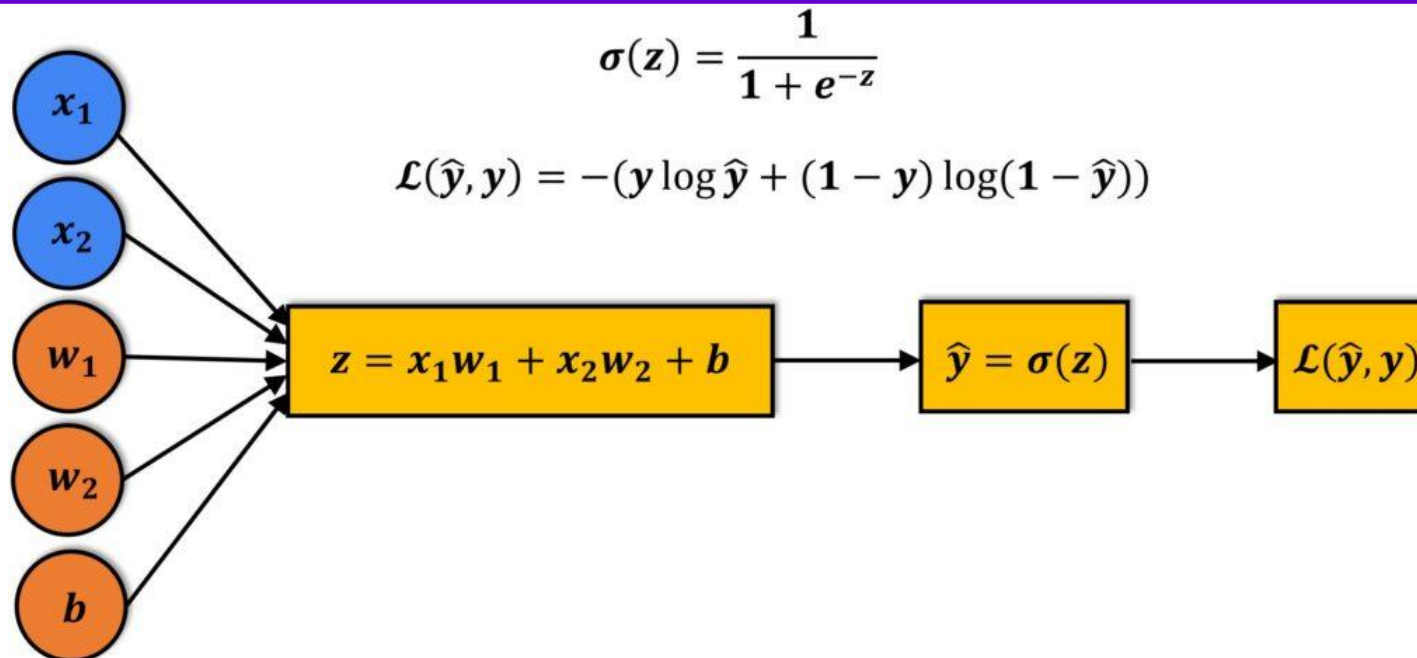 σ(z) = 1 / (1 + e^{-z})
ℒ(ŷ, y) = −(y log ŷ + (1 − y) log(1 − ŷ))
x₁
x₂
w₁
w₂
b
z = x₁w₁ + x₂w₂ + b
ŷ = σ(z)
ℒ(ŷ, y)